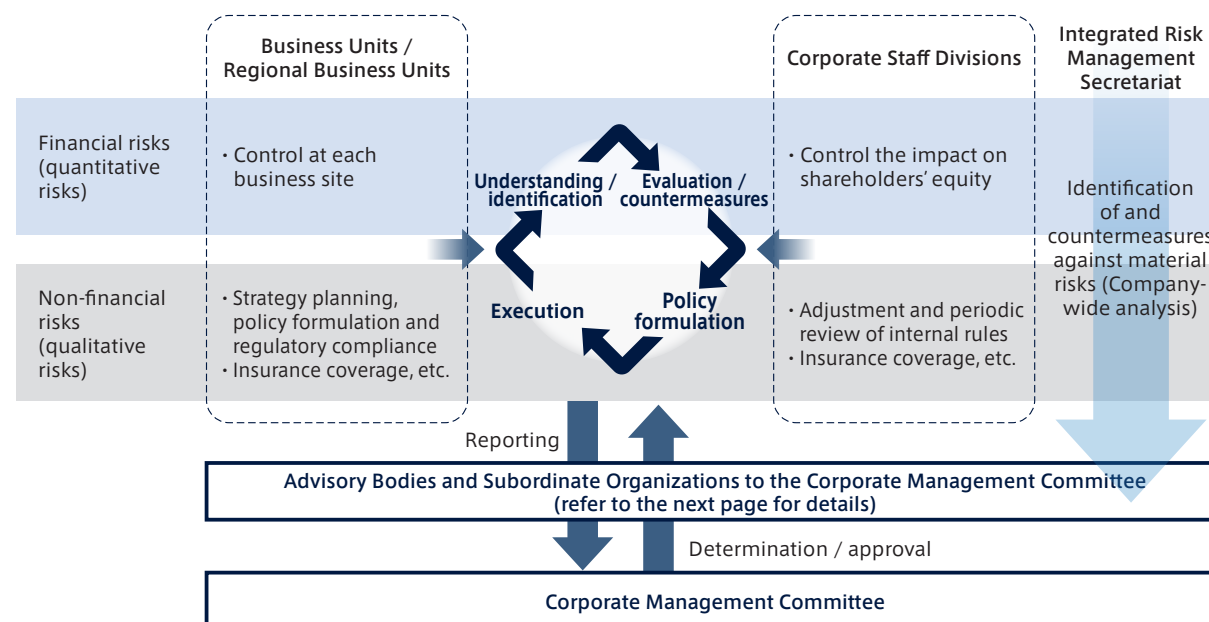 Business Units /
Regional Business Units
Corporate Staff Divisions
Integrated Risk
Management
Secretariat
Financial risks
(quantitative
risks)
・Control at each
business site
Understanding /
identification
Evaluation /
countermeasures
・Control the impact on
shareholders’ equity
Identification
of and
countermeasures
against material
risks (Company-
wide analysis)
Non-financial
risks
(qualitative
risks)
・Strategy planning,
policy formulation and
regulatory compliance
・Insurance coverage, etc.
Execution
Policy
formulation
・Adjustment and periodic
review of internal rules
・Insurance coverage, etc.
Reporting
Advisory Bodies and Subordinate Organizations to the Corporate Management Committee
(refer to the next page for details)
Determination / approval
Corporate Management Committee